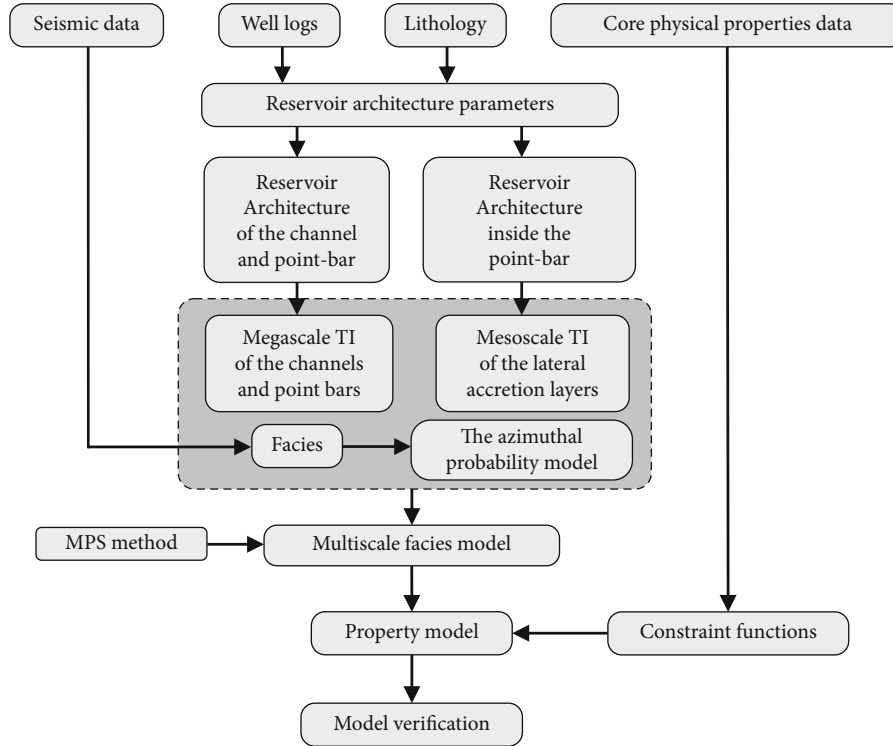 Seismic data
Well logs
Lithology
Core physical properties data
Reservoir architecture parameters
Reservoir
Architecture
of the channel
and point-bar
Reservoir
Architecture
inside the
point-bar
Megascale TI
of the channels
and point bars
Mesoscale TI
of the lateral
accretion layers
Facies
The azimuthal
probability model
MPS method
Multiscale facies model
Property model
Constraint functions
Model verification